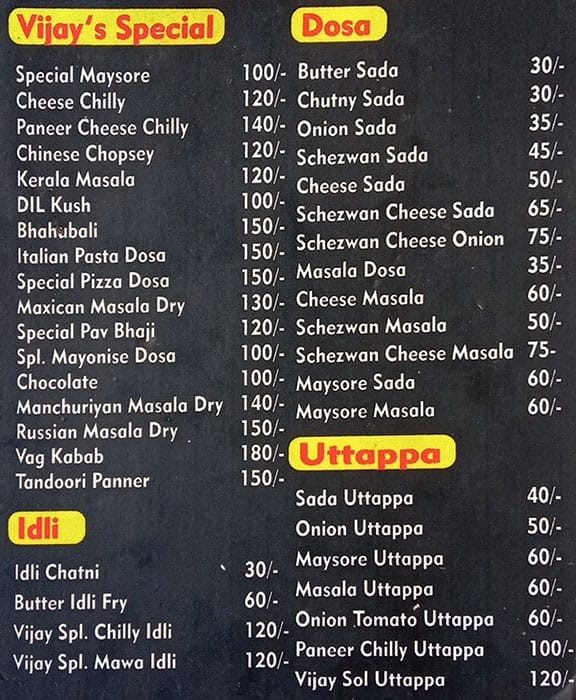 Vijay's Special
Special Maysore 100/-
Cheese Chilly 120/-
Paneer Cheese Chilly 140/-
Chinese Chopsey 120/-
Kerala Masala 120/-
DIL Kush 100/-
Bhahubali 150/-
Italian Pasta Dosa 150/-
Special Pizza Dosa 150/-
Maxican Masala Dry 130/-
Special Pav Bhaji 120/-
Spl. Mayonise Dosa 100/-
Chocolate 100/-
Manchuriyan Masala Dry 140/-
Russian Masala Dry 150/-
Vag Kabab 180/-
Tandoori Panner 150/-
Idli
Idli Chatni 30/-
Butter Idli Fry 60/-
Vijay Spl. Chilly Idli 120/-
Vijay Spl. Mawa Idli 120/-
Dosa
Butter Sada 30/-
Chutny Sada 30/-
Onion Sada 35/-
Schezwan Sada 45/-
Cheese Sada 50/-
Schezwan Cheese Sada 65/-
Schezwan Cheese Onion 75/-
Masala Dosa 35/-
Cheese Masala 60/-
Schezwan Masala 50/-
Schezwan Cheese Masala 75-
Maysore Sada 60/-
Maysore Masala 60/-
Uttappa
Sada Uttappa 40/-
Onion Uttappa 50/-
Maysore Uttappa 60/-
Masala Uttappa 60/-
Onion Tomato Uttappa 60/-
Paneer Chilly Uttappa 100/-
Vijay Sol Uttappa 120/-